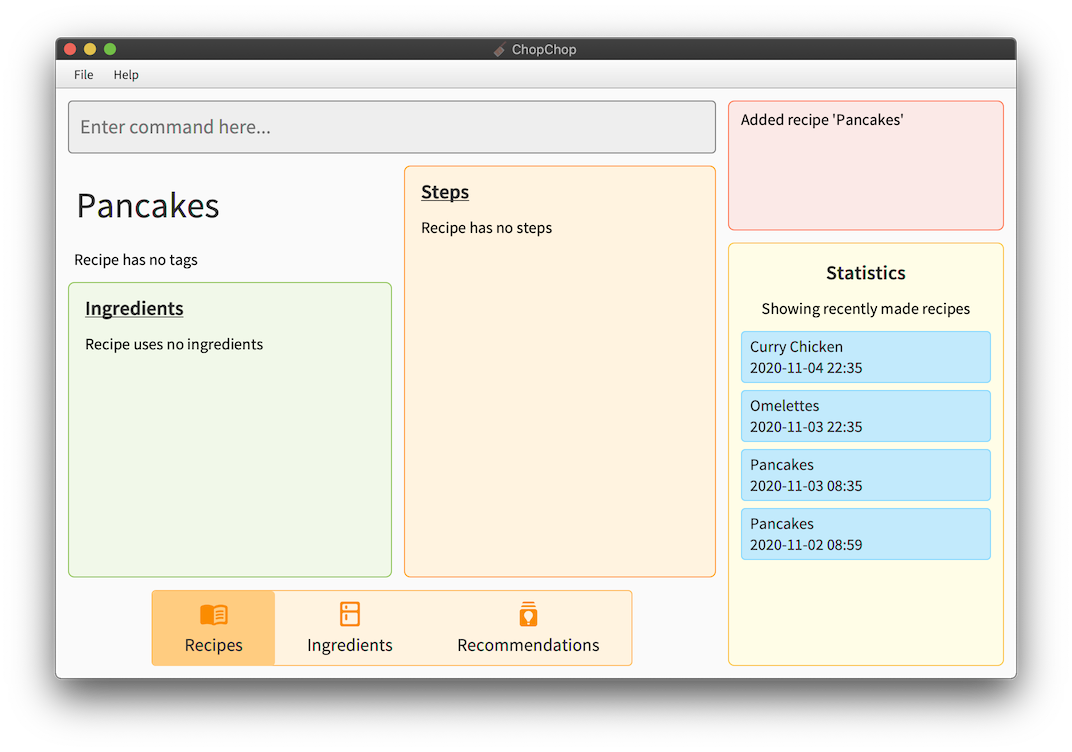 ChopChop
File Help
Enter command here...
Added recipe 'Pancakes'
Pancakes
Recipe has no tags
Ingredients
Recipe uses no ingredients
Steps
Recipe has no steps
Statistics
Showing recently made recipes
Curry Chicken
2020-11-04 22:35
Omelettes
2020-11-03 22:35
Pancakes
2020-11-03 08:35
Pancakes
2020-11-02 08:59
Recipes
Ingredients
Recommendations